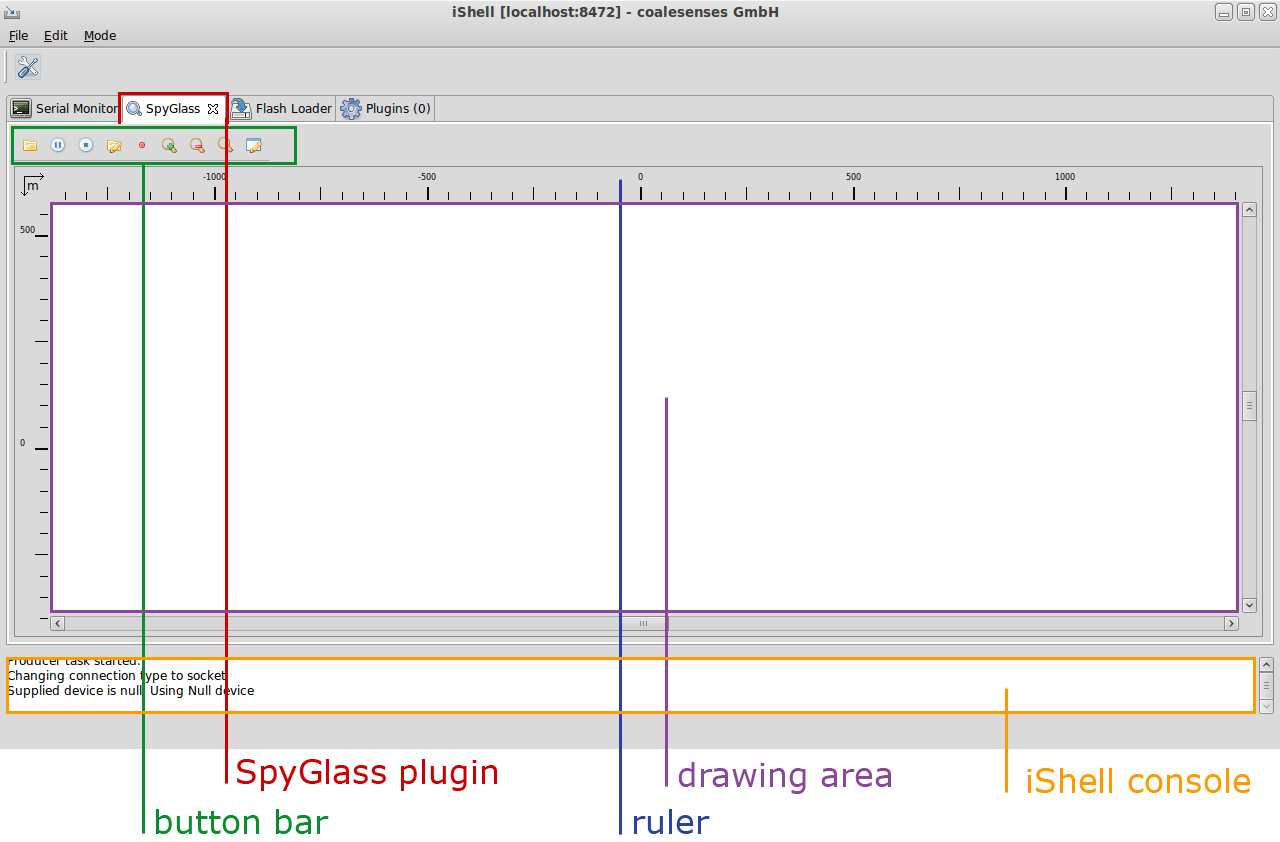 iShell [localhost:8472] - coalesenses GmbH
File Edit Mode
Serial Monitor SpyGlass Flash Loader Plugins (0)
m
-1000 -500 0 500 1000
500
0
Producer task started.
Changing connection type to socket
Supplied device is null. Using Null device
SpyGlass plugin
drawing area
iShell console
button bar
ruler